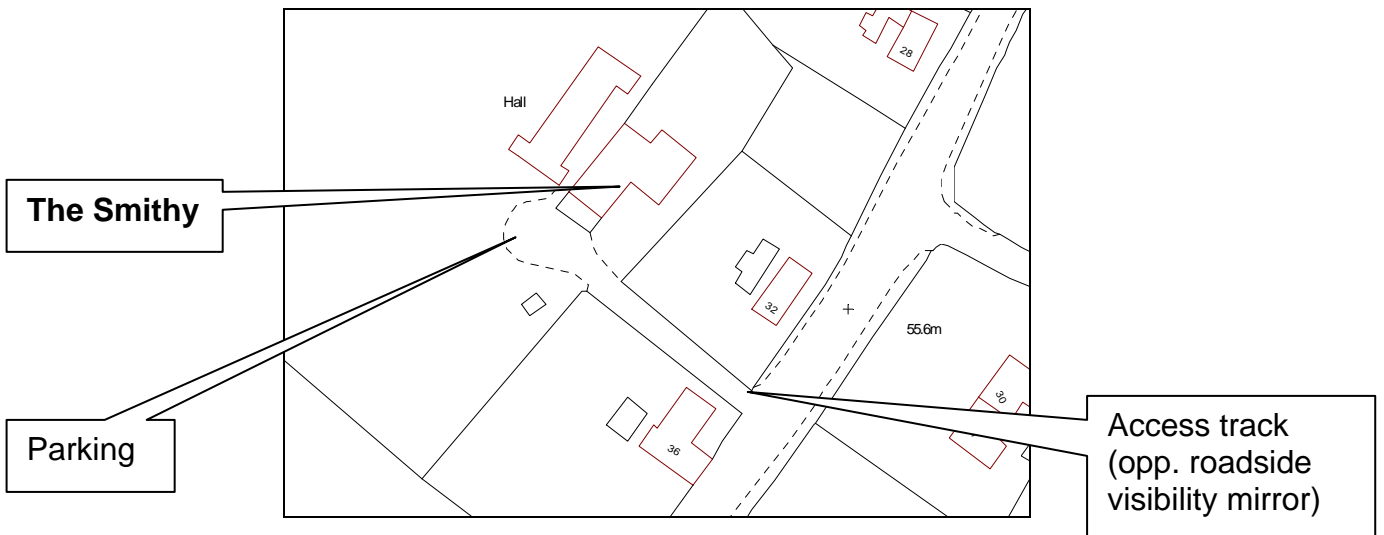 28
Hall
The Smithy
32
55.6m
30
Parking
36
Access track
(opp. roadside
visibility mirror)